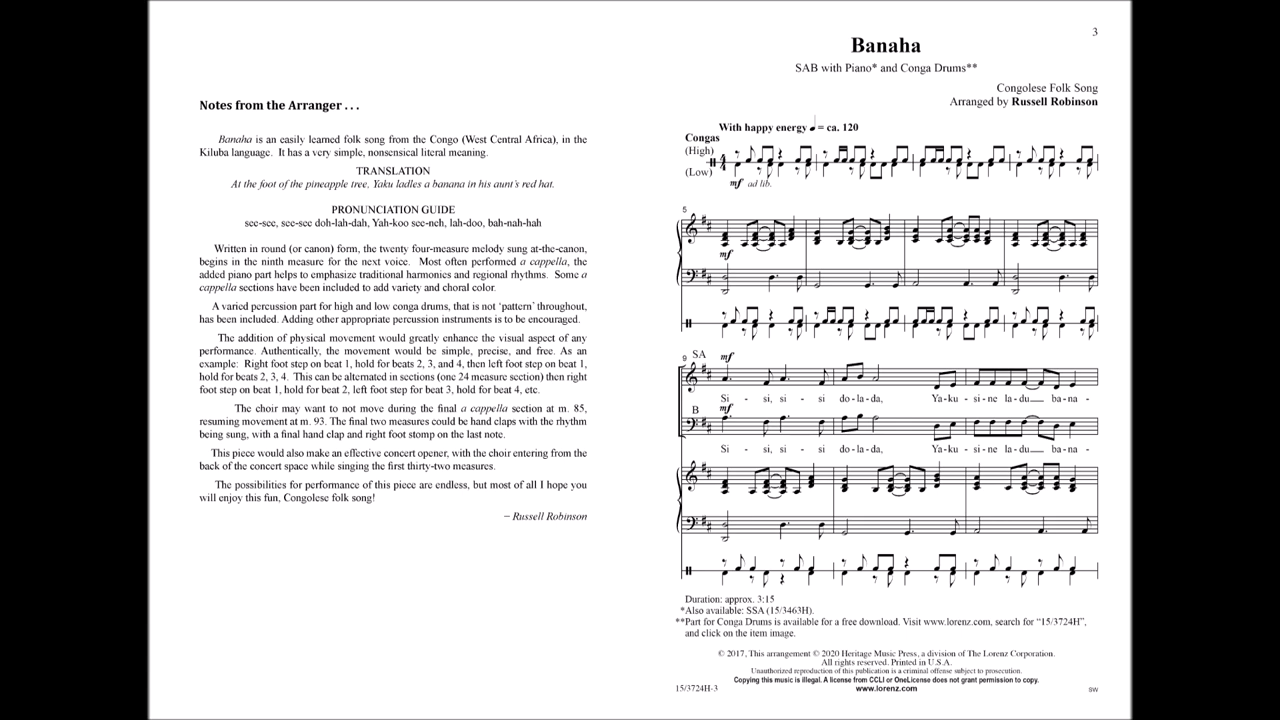 Notes from the Arranger . . .
Banaha is an easily learned folk song from the Congo (West Central Africa), in the
Kiluba language. It has a very simple, nonsensical literal meaning.
TRANSLATION
At the foot of the pineapple tree, Yaku ladles a banana in his aunt's red hat.
PRONUNCIATION GUIDE
see-see, see-see doh-lah-dah, Yah-koo see-neh, lah-doo, bah-nah-hah
Written in round (or canon) form, the twenty four-measure melody sung at-the-canon,
begins in the ninth measure for the next voice. Most often performed a cappella, the
added piano part helps to emphasize traditional harmonics and regional rhythms. Some a
cappella sections have been included to add variety and choral color.
A varied percussion part for high and low conga drums, that is not 'pattern' throughout,
has been included. Adding other appropriate percussion instruments is to be encouraged.
The addition of physical movement would greatly enhance the visual aspect of any
performance. Authentically, the movement would be simple, precise, and free. As an
example: Right foot step on beat 1, hold for beats 2, 3, and 4, then left foot step on beat 1,
hold for beats 2, 3, 4. This can be alternated in sections (one 24 measure section) then right
foot step on beat 1, hold for beat 2, left foot step for beat 3, hold for beat 4, etc.
The choir may want to not move during the final a cappella section at m. 85,
resuming movement at m. 93. The final two measures could be hand claps with the rhythm
being sung, with a final hand clap and right foot stomp on the last note.
This piece would also make an effective concert opener, with the choir entering from the
back of the concert space while singing the first thirty-two measures.
The possibilities for performance of this piece are endless, but most of all I hope you
will enjoy this fun, Congolese folk song!
– Russell Robinson
3
Banaha
SAB with Piano* and Conga Drums**
Congolese Folk Song
Arranged by Russell Robinson
With happy energy ♩ = ca. 120
Congas
(High)
(Low)
mf ad lib.
5
mf
9 SA mf
Si - si, si - si do - la - da, Ya - ku - si - ne la - du__ ba - na -
B mf
Si - si, si - si do - la - da, Ya - ku - si - ne la - du__ ba - na -
Duration: approx. 3:15
*Also available: SSA (15/3463H).
**Part for Conga Drums is available for a free download. Visit www.lorenz.com, search for "15/3724H",
and click on the item image.
© 2017, This arrangement © 2020 Heritage Music Press, a division of The Lorenz Corporation.
All rights reserved. Printed in U.S.A.
Unauthorized reproduction of this publication is a criminal offense subject to prosecution.
Copying this music is illegal. A license from CCLI or OneLicense does not grant permission to copy.
15/3724H-3 www.lorenz.com SW